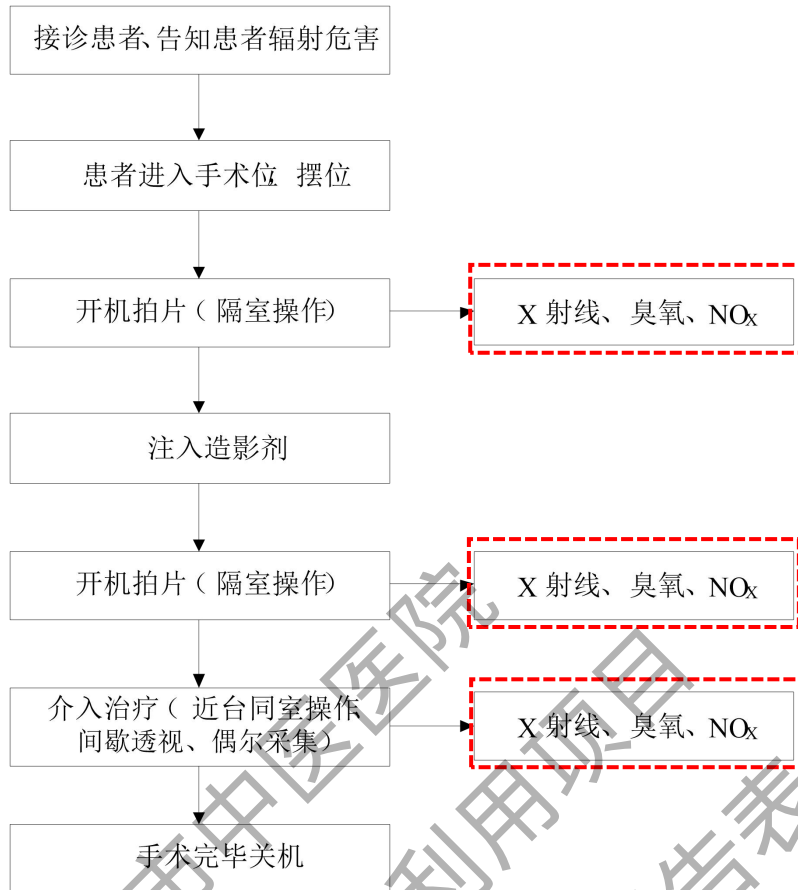 接诊患者、告知患者辐射危害
患者进入手术位，摆位
开机拍片（隔室操作）
X 射线、臭氧、NOx
注入造影剂
开机拍片（隔室操作）
X 射线、臭氧、NOx
介入治疗（近台同室操作、
间歇透视、偶尔采集）
X 射线、臭氧、NOx
手术完毕关机
市中医医院
利用项目
告表